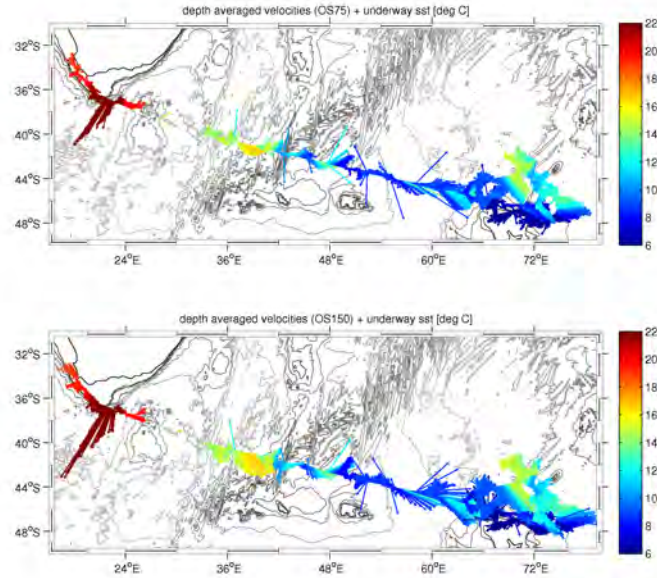 depth averaged velocities (OS75) + underway sst [deg C]
32°S
36°S
40°S
44°S
48°S
24°E 36°E 48°E 60°E 72°E
22
20
18
16
14
12
10
8
6
depth averaged velocities (OS150) + underway sst [deg C]
32°S
36°S
40°S
44°S
48°S
24°E 36°E 48°E 60°E 72°E
22
20
18
16
14
12
10
8
6